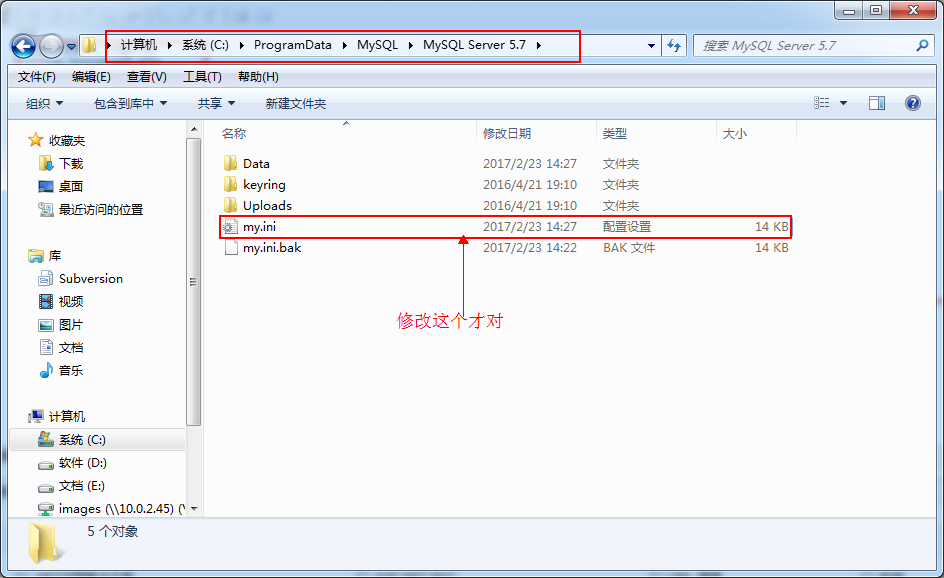 计算机 ▸ 系统 (C:) ▸ ProgramData ▸ MySQL ▸ MySQL Server 5.7 ▸
搜索 MySQL Server 5.7
文件(F) 编辑(E) 查看(V) 工具(T) 帮助(H)
组织 包含到库中 共享 新建文件夹
名称 修改日期 类型 大小
收藏夹
下载
桌面
最近访问的位置
库
Subversion
视频
图片
文档
音乐
计算机
系统 (C:)
软件 (D:)
文档 (E:)
images (\\10.0.2.45) (
Data 2017/2/23 14:27 文件夹
keyring 2016/4/21 19:10 文件夹
Uploads 2016/4/21 19:10 文件夹
my.ini 2017/2/23 14:27 配置设置 14 KB
my.ini.bak 2017/2/23 14:22 BAK 文件 14 KB
修改这个才对
5 个对象